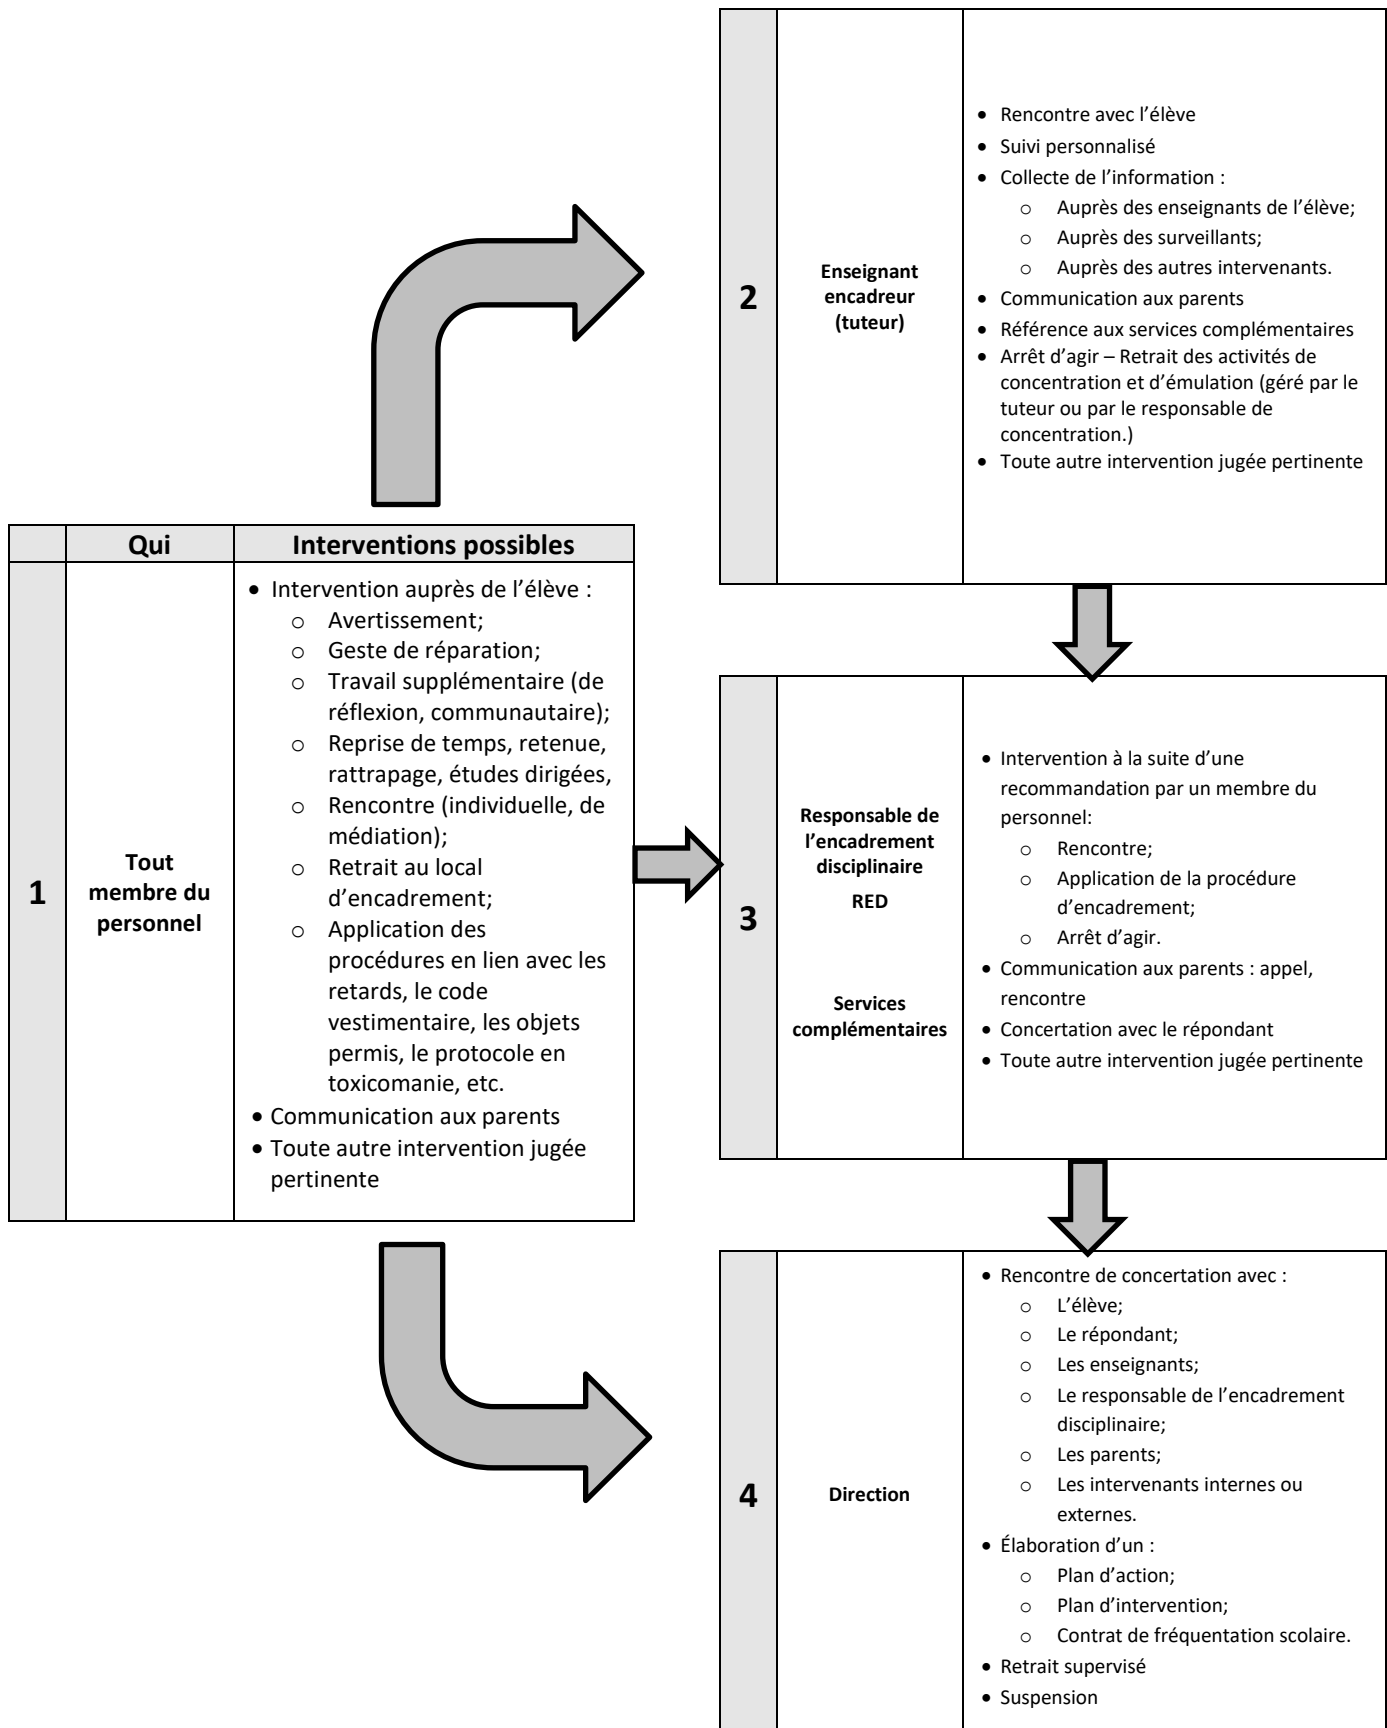 Qui
Interventions possibles
1
Tout
membre du
personnel
• Intervention auprès de l’élève :
o Avertissement;
o Geste de réparation;
o Travail supplémentaire (de
réflexion, communautaire);
o Reprise de temps, retenue,
rattrapage, études dirigées,
o Rencontre (individuelle, de
médiation);
o Retrait au local
d’encadrement;
o Application des
procédures en lien avec les
retards, le code
vestimentaire, les objets
permis, le protocole en
toxicomanie, etc.
• Communication aux parents
• Toute autre intervention jugée
pertinente
2
Enseignant
encadreur
(tuteur)
• Rencontre avec l’élève
• Suivi personnalisé
• Collecte de l’information :
o Auprès des enseignants de l’élève;
o Auprès des surveillants;
o Auprès des autres intervenants.
• Communication aux parents
• Référence aux services complémentaires
• Arrêt d’agir – Retrait des activités de
concentration et d’émulation (géré par le
tuteur ou par le responsable de
concentration.)
• Toute autre intervention jugée pertinente
3
Responsable de
l’encadrement
disciplinaire
RED
Services
complémentaires
• Intervention à la suite d’une
recommandation par un membre du
personnel:
o Rencontre;
o Application de la procédure
d’encadrement;
o Arrêt d’agir.
• Communication aux parents : appel,
rencontre
• Concertation avec le répondant
• Toute autre intervention jugée pertinente
4
Direction
• Rencontre de concertation avec :
o L’élève;
o Le répondant;
o Les enseignants;
o Le responsable de l’encadrement
disciplinaire;
o Les parents;
o Les intervenants internes ou
externes.
• Élaboration d’un :
o Plan d’action;
o Plan d’intervention;
o Contrat de fréquentation scolaire.
• Retrait supervisé
• Suspension